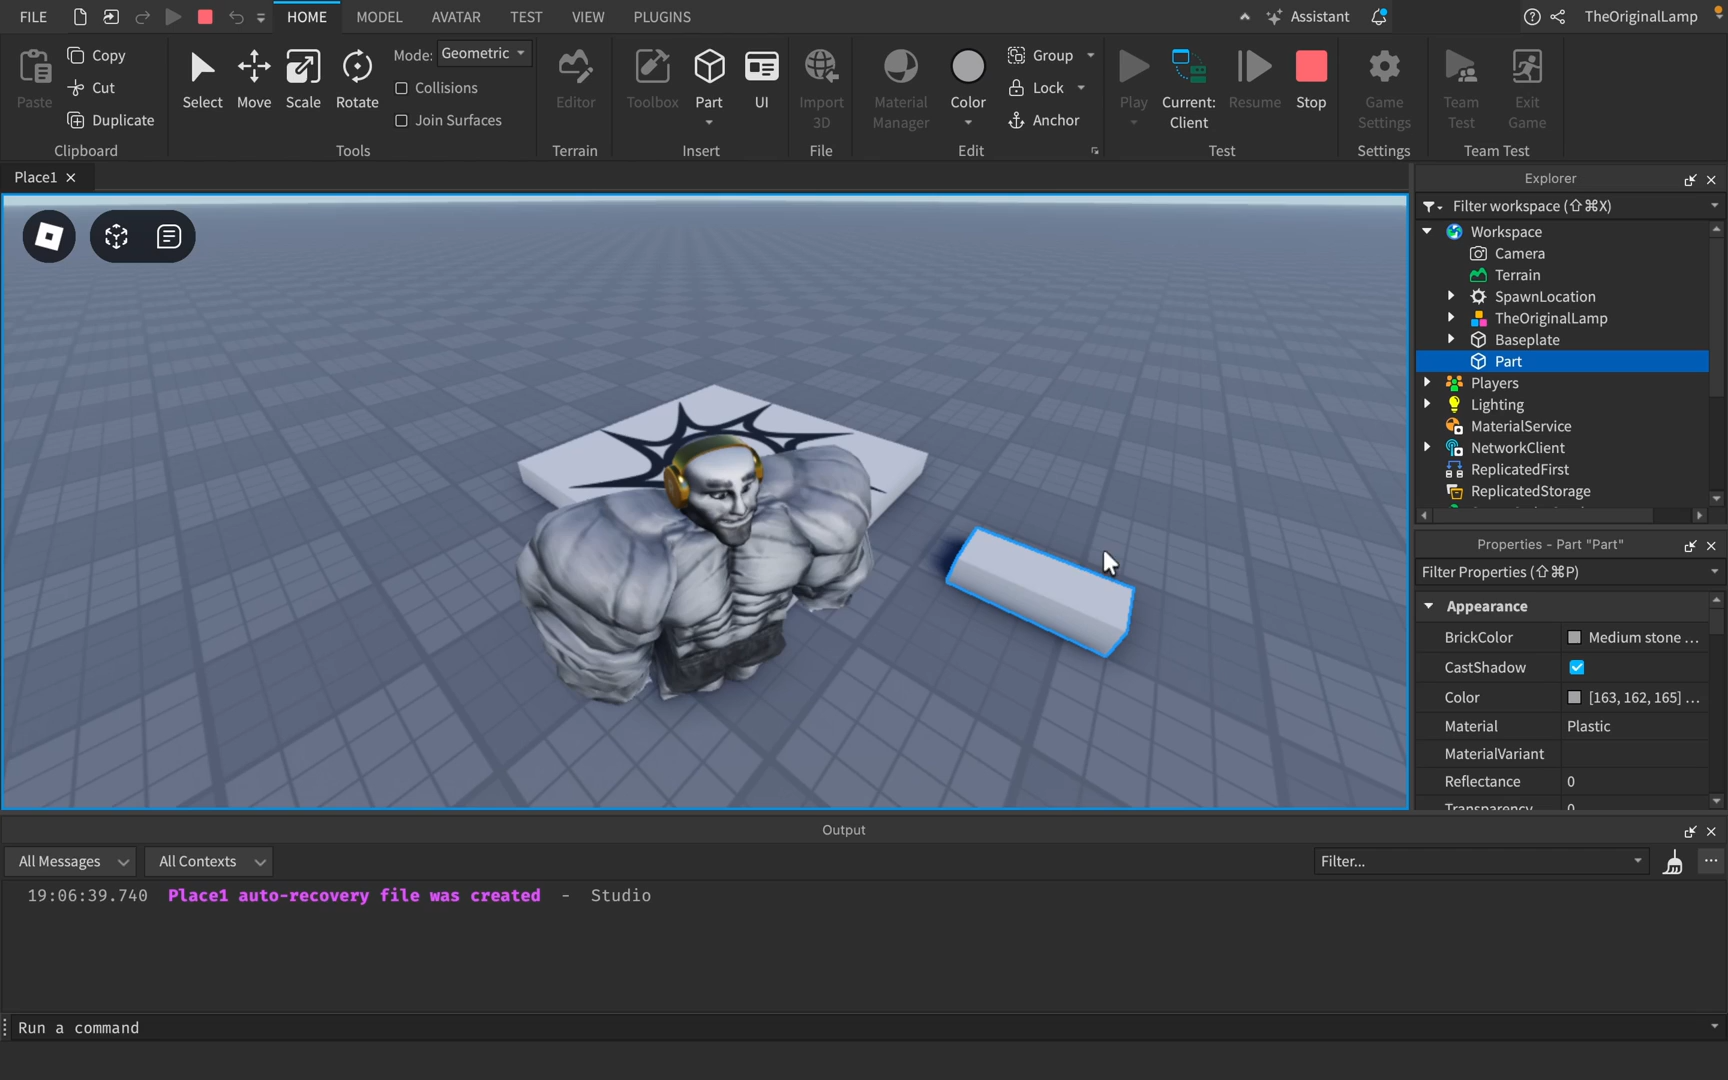 FILE
HOME
MODEL
AVATAR
TEST
VIEW
PLUGINS
Assistant
TheOriginalLamp
Paste
Copy
Cut
Duplicate
Clipboard
Select
Move
Scale
Rotate
Mode: Geometric
Collisions
Join Surfaces
Tools
Editor
Terrain
Toolbox
Part
UI
Insert
Import
3D
File
Material
Manager
Color
Group
Lock
Anchor
Edit
Play
Current:
Client
Resume
Stop
Test
Game
Settings
Settings
Team
Test
Exit
Game
Team Test
Place1
Explorer
Filter workspace (⇧⌘X)
Workspace
Camera
Terrain
SpawnLocation
TheOriginalLamp
Baseplate
Part
Players
Lighting
MaterialService
NetworkClient
ReplicatedFirst
ReplicatedStorage
Properties - Part "Part"
Filter Properties (⇧⌘P)
Appearance
BrickColor Medium stone ...
CastShadow
Color [163, 162, 165] ...
Material Plastic
MaterialVariant
Reflectance 0
Transparency 0
Output
All Messages All Contexts Filter...
19:06:39.740 Place1 auto-recovery file was created - Studio
Run a command